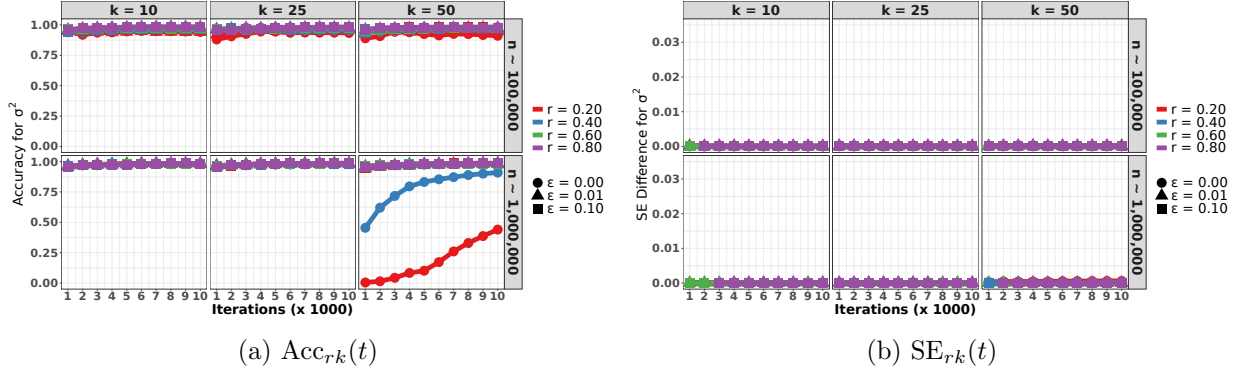 k = 10 k = 25 k = 50
Accuracy for σ²
1.00
0.75
0.50
0.25
0.00
n ~ 100,000
1.00
0.75
0.50
0.25
0.00
n ~ 1,000,000
1 2 3 4 5 6 7 8 9 10 1 2 3 4 5 6 7 8 9 10 1 2 3 4 5 6 7 8 9 10
Iterations (x 1000)
r = 0.20
r = 0.40
r = 0.60
r = 0.80
ε = 0.00
ε = 0.01
ε = 0.10
(a) Acc_{rk}(t)
k = 10 k = 25 k = 50
SE Difference for σ²
0.03
0.02
0.01
0.00
n ~ 100,000
0.03
0.02
0.01
0.00
n ~ 1,000,000
1 2 3 4 5 6 7 8 9 10 1 2 3 4 5 6 7 8 9 10 1 2 3 4 5 6 7 8 9 10
Iterations (x 1000)
r = 0.20
r = 0.40
r = 0.60
r = 0.80
ε = 0.00
ε = 0.01
ε = 0.10
(b) SE_{rk}(t)